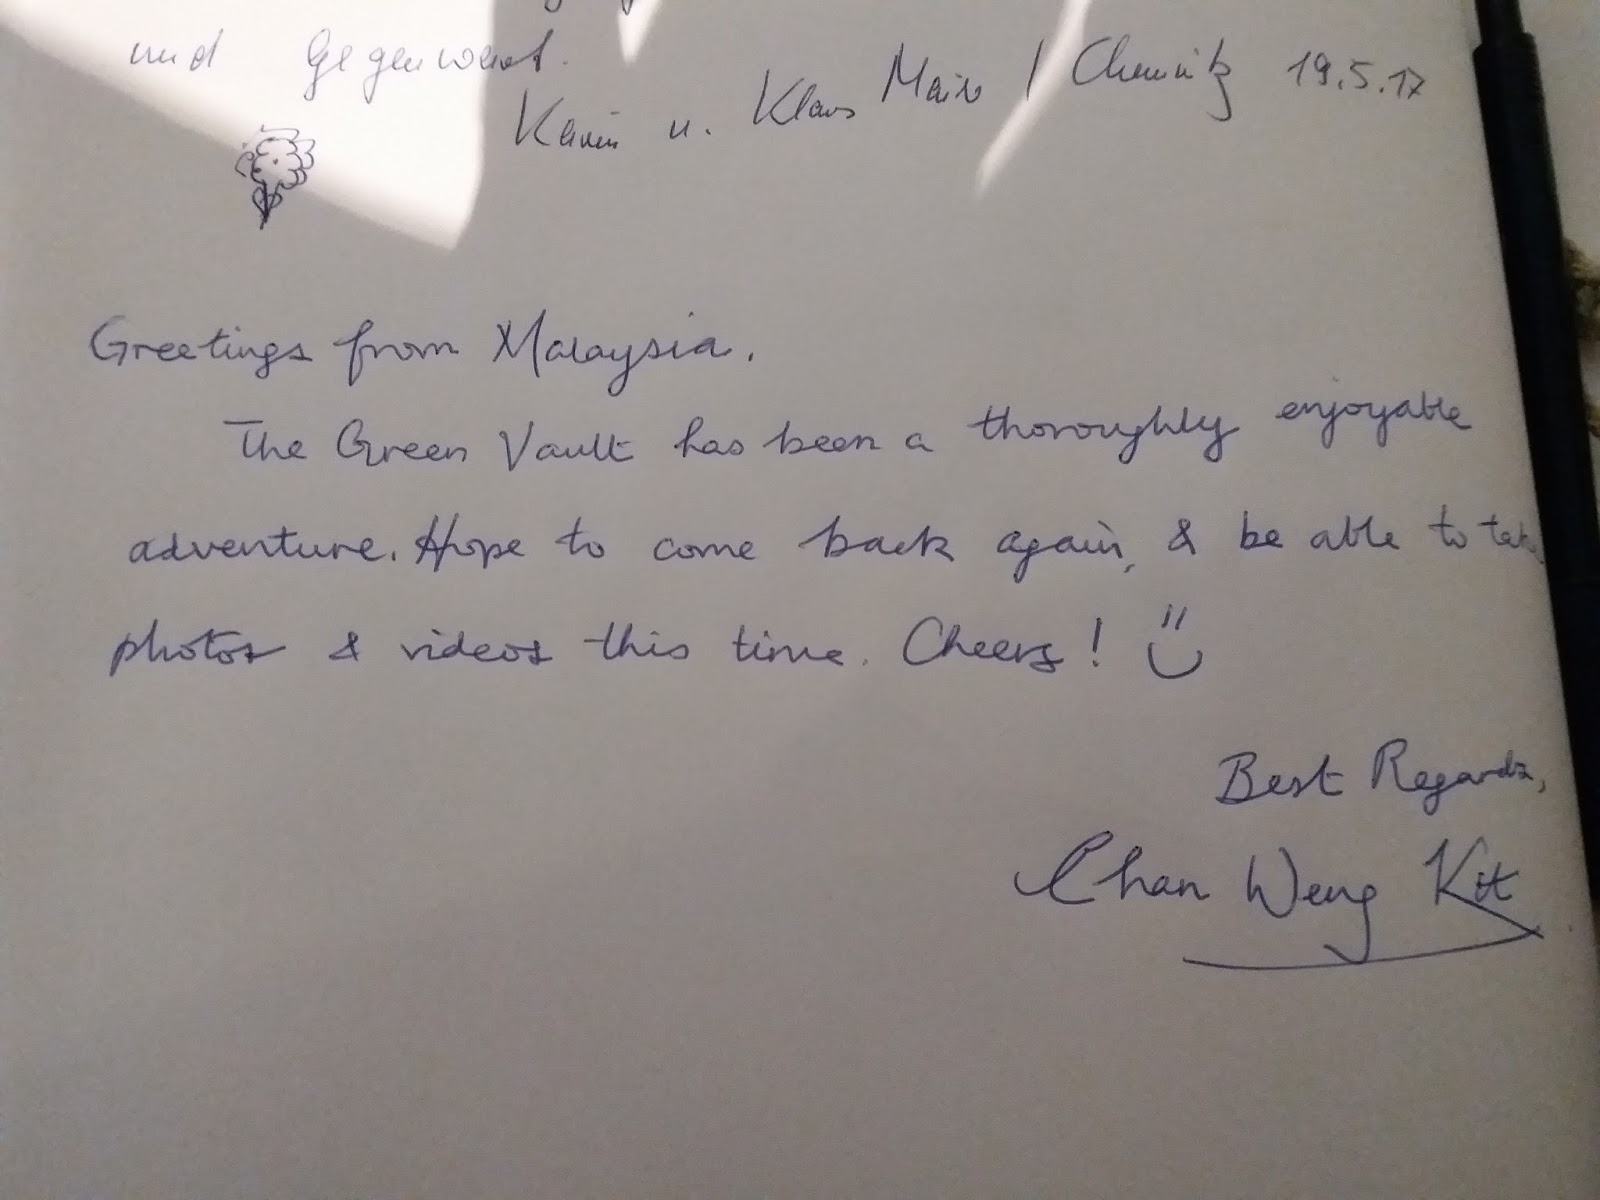 und Gegenwart.
Karin u. Klaus / Chemnitz 19.5.17
Greetings from Malaysia.
The Green Vault has been a thoroughly enjoyable
adventure. Hope to come back again, & be able to take
photos & videos this time. Cheers!
Best Regards,
Chan Weng Kit